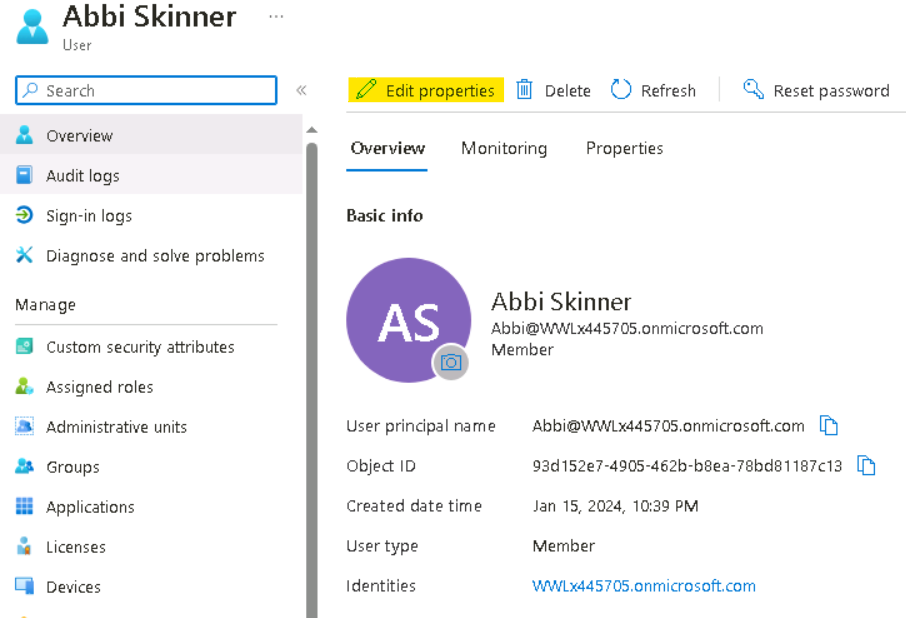 Abbi Skinner ...
User
Search «
Overview
Audit logs
Sign-in logs
Diagnose and solve problems
Manage
Custom security attributes
Assigned roles
Administrative units
Groups
Applications
Licenses
Devices
Edit properties Delete Refresh Reset password
Overview Monitoring Properties
Basic info
AS
Abbi Skinner
Abbi@WWLx445705.onmicrosoft.com
Member
User principal name Abbi@WWLx445705.onmicrosoft.com
Object ID 93d152e7-4905-462b-b8ea-78bd81187c13
Created date time Jan 15, 2024, 10:39 PM
User type Member
Identities WWLx445705.onmicrosoft.com